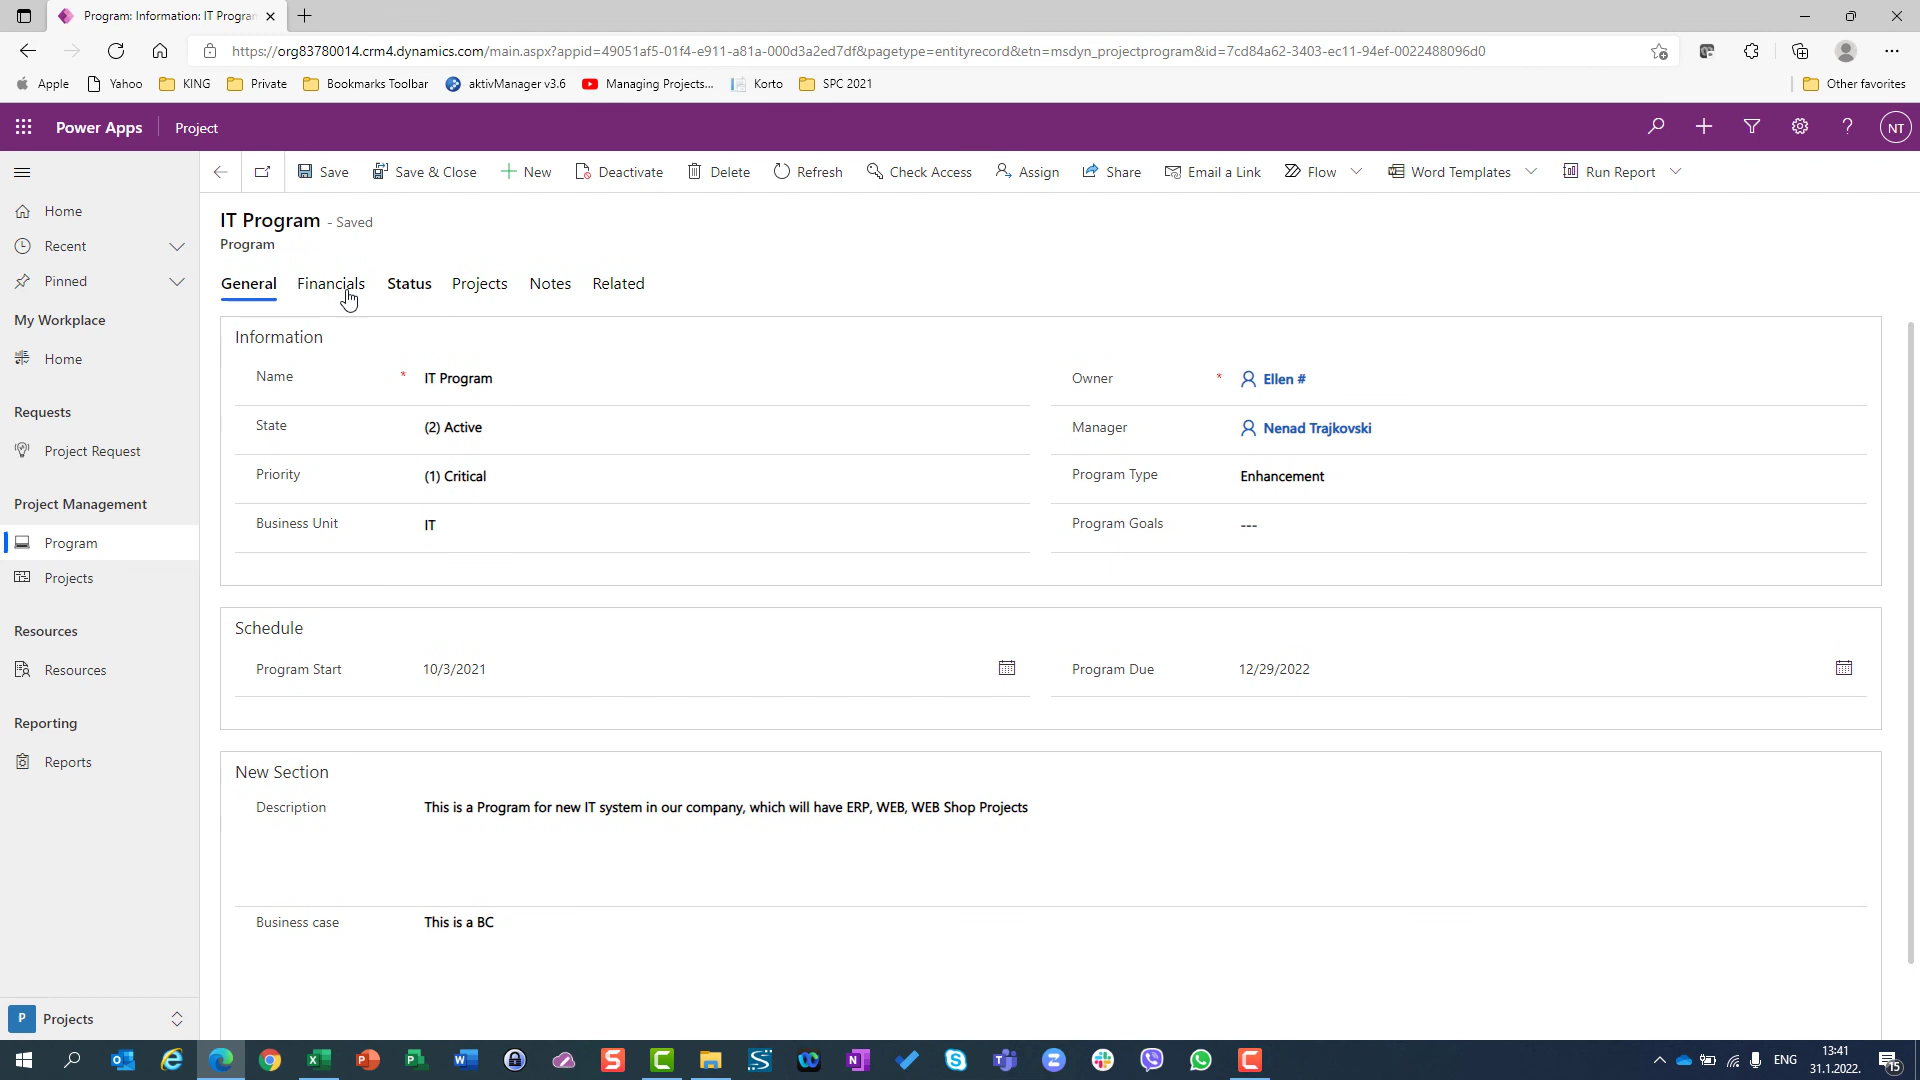 Program: Information: IT Progran
https://org83780014.crm4.dynamics.com/main.aspx?appid=49051af5-01f4-e911-a81a-000d3a2ed7df&pagetype=entityrecord&etn=msdyn_projectprogram&id=7cd84a62-3403-ec11-94ef-0022488096d0
Apple Yahoo KING Private Bookmarks Toolbar aktivManager v3.6 Managing Projects... Korto SPC 2021 Other favorites
Power Apps Project NT
Save Save & Close New Deactivate Delete Refresh Check Access Assign Share Email a Link Flow Word Templates Run Report
Home
Recent
Pinned
My Workplace
Home
Requests
Project Request
Project Management
Program
Projects
Resources
Resources
Reporting
Reports
P Projects
IT Program - Saved
Program
General Financials Status Projects Notes Related
Information
Name * IT Program
Owner * Ellen #
State (2) Active
Manager Nenad Trajkovski
Priority (1) Critical
Program Type Enhancement
Business Unit IT
Program Goals ---
Schedule
Program Start 10/3/2021
Program Due 12/29/2022
New Section
Description This is a Program for new IT system in our company, which will have ERP, WEB, WEB Shop Projects
Business case This is a BC
ENG
13:41
31.1.2022.
15